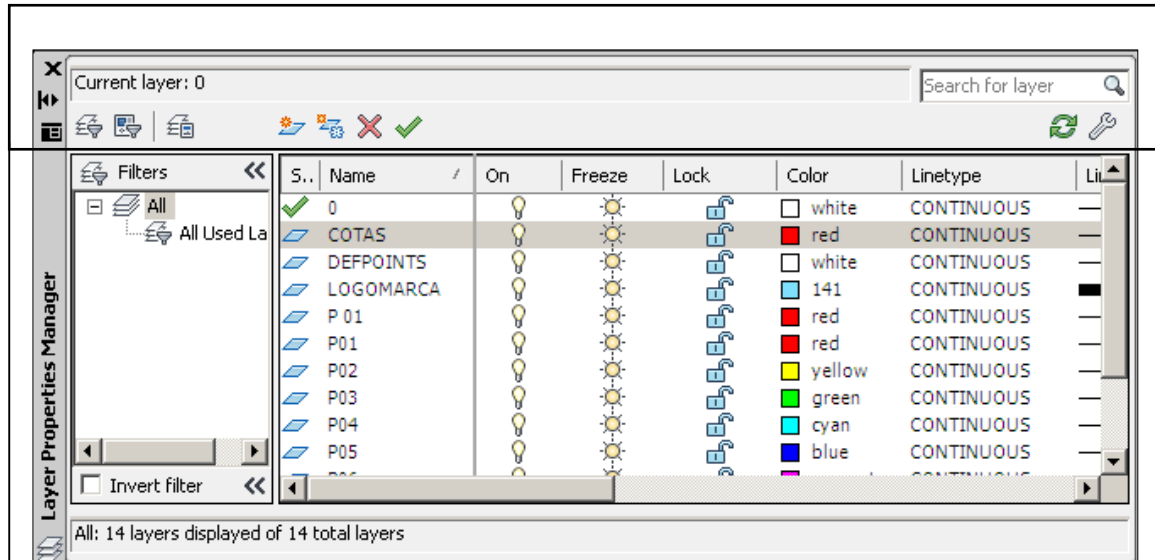 Current layer: 0
Search for layer
Filters
All
All Used La
Invert filter
S.. Name / On Freeze Lock Color Linetype Li
0 white CONTINUOUS
COTAS red CONTINUOUS
DEFPOINTS white CONTINUOUS
LOGOMARCA 141 CONTINUOUS
P 01 red CONTINUOUS
P01 red CONTINUOUS
P02 yellow CONTINUOUS
P03 green CONTINUOUS
P04 cyan CONTINUOUS
P05 blue CONTINUOUS
Layer Properties Manager
All: 14 layers displayed of 14 total layers